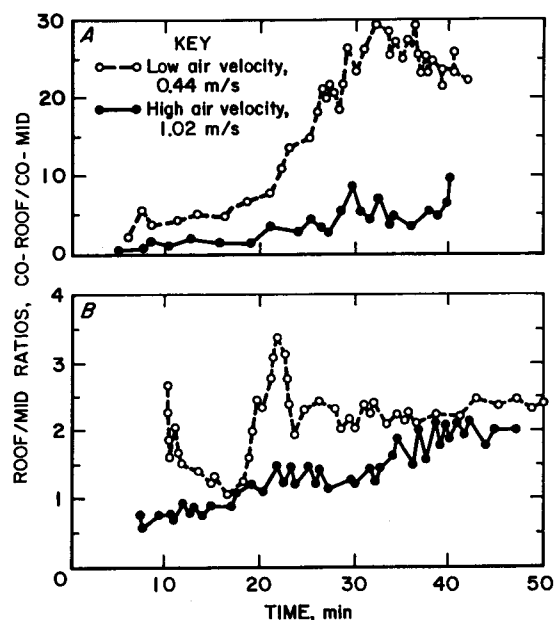 ROOF/MID RATIOS, CO-ROOF/CO-MID
30
20
10
0
A
KEY
Low air velocity,
0.44 m/s
High air velocity,
1.02 m/s
4
3
2
1
0
B
10
20
30
40
50
TIME, min